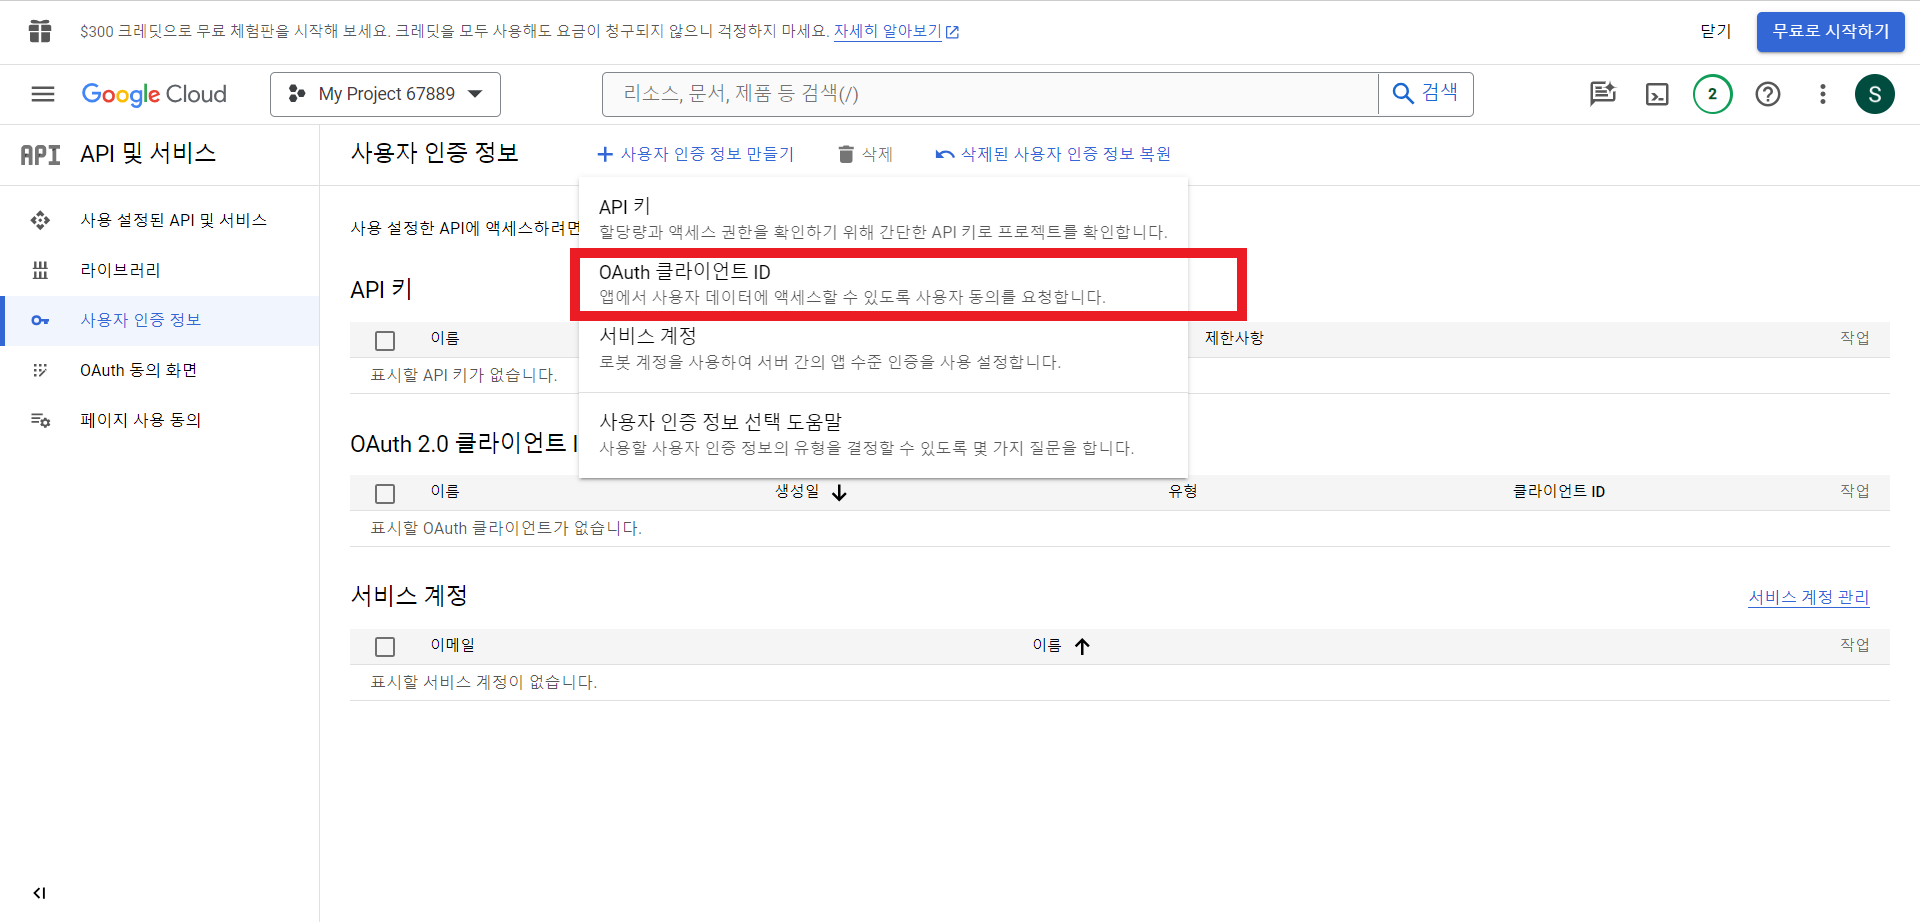 $300 크레딧으로 무료 체험판을 시작해 보세요. 크레딧을 모두 사용해도 요금이 청구되지 않으니 걱정하지 마세요. 자세히 알아보기
닫기
무료로 시작하기
Google Cloud
My Project 67889
리소스, 문서, 제품 등 검색(/)
검색
2
S
API API 및 서비스
사용자 인증 정보
사용자 인증 정보 만들기
삭제
삭제된 사용자 인증 정보 복원
사용 설정된 API 및 서비스
라이브러리
사용자 인증 정보
OAuth 동의 화면
페이지 사용 동의
사용 설정한 API에 액세스하려면
API 키
할당량과 액세스 권한을 확인하기 위해 간단한 API 키로 프로젝트를 확인합니다.
OAuth 클라이언트 ID
앱에서 사용자 데이터에 액세스할 수 있도록 사용자 동의를 요청합니다.
서비스 계정
로봇 계정을 사용하여 서버 간의 앱 수준 인증을 사용 설정합니다.
사용자 인증 정보 선택 도움말
사용할 사용자 인증 정보의 유형을 결정할 수 있도록 몇 가지 질문을 합니다.
API 키
이름
제한사항
작업
표시할 API 키가 없습니다.
OAuth 2.0 클라이언트 I
이름
생성일
유형
클라이언트 ID
작업
표시할 OAuth 클라이언트가 없습니다.
서비스 계정
서비스 계정 관리
이메일
이름
작업
표시할 서비스 계정이 없습니다.